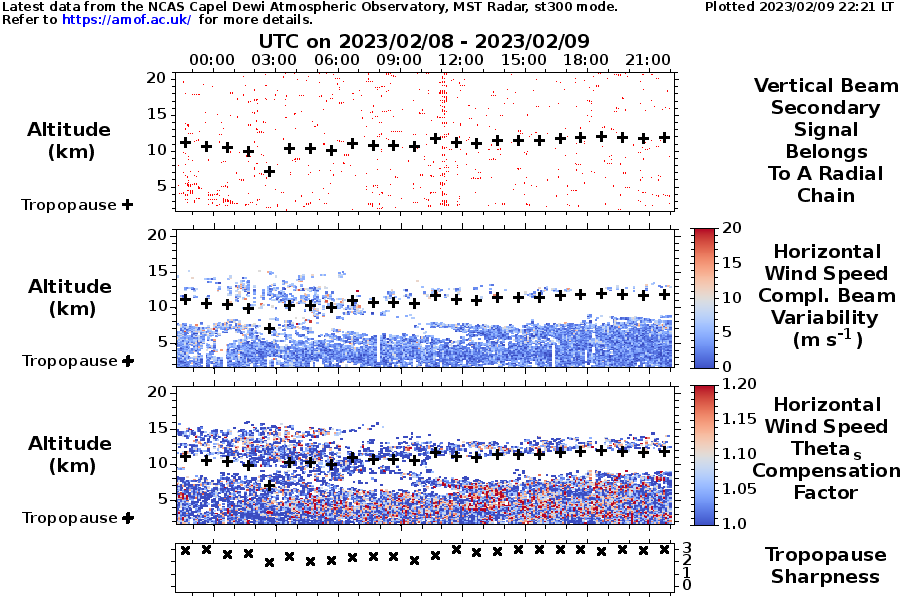 Latest data from the NCAS Capel Dewi Atmospheric Observatory, MST Radar, st300 mode.
Plotted 2023/02/09 22:21 LT
Refer to https://amof.ac.uk/ for more details.
UTC on 2023/02/08 - 2023/02/09
00:00 03:00 06:00 09:00 12:00 15:00 18:00 21:00
20
15
10
5
Altitude
(km)
Tropopause +
Vertical Beam
Secondary
Signal
Belongs
To A Radial
Chain
20
15
10
5
Altitude
(km)
Tropopause +
20
15
10
5
0
Horizontal
Wind Speed
Compl. Beam
Variability
(m s-1)
20
15
10
5
Altitude
(km)
Tropopause +
1.20
1.15
1.10
1.05
1.0
Horizontal
Wind Speed
Theta s
Compensation
Factor
3
2
1
0
Tropopause
Sharpness